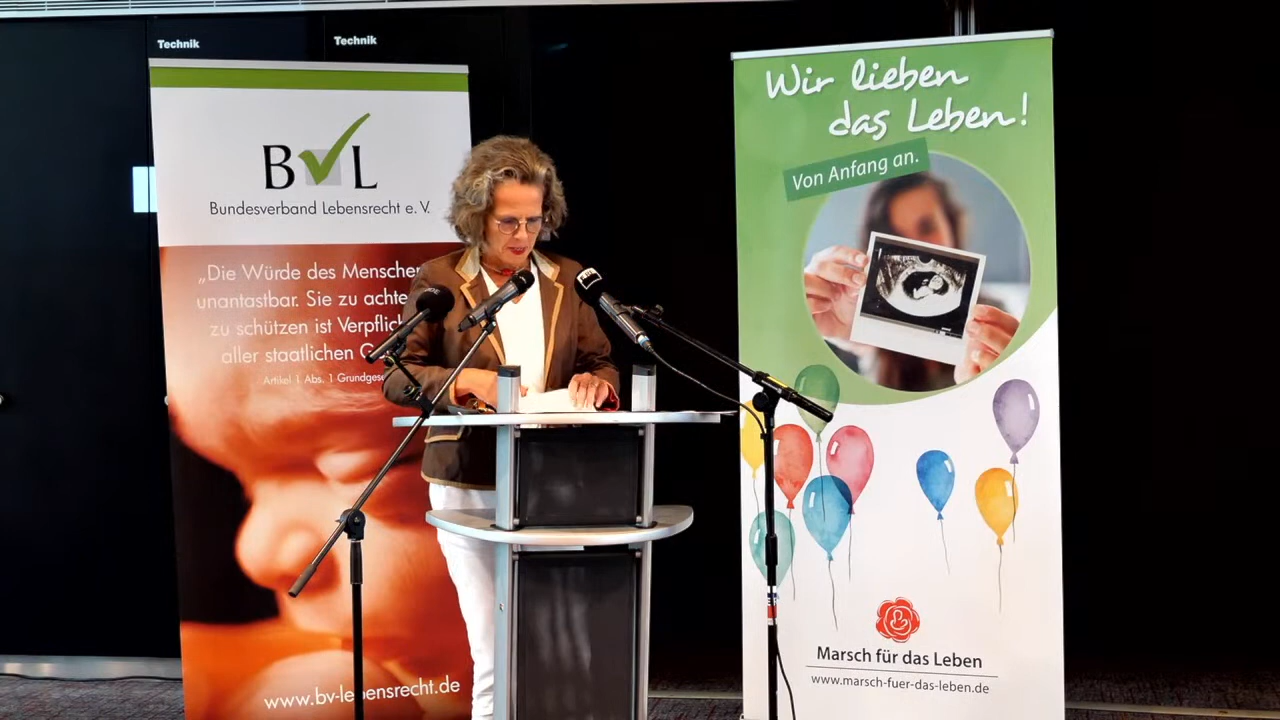 Technik
Technik
BVL
Bundesverband Lebensrecht e. V.
„Die Würde des Menschen
unantastbar. Sie zu achte
zu schützen ist Verpflic
aller staatlichen G
Artikel 1 Abs. 1 Grundgese
www.bv-lebensrecht.de
Wir lieben
das Leben!
Von Anfang an.
Marsch für das Leben
www.marsch-fuer-das-leben.de